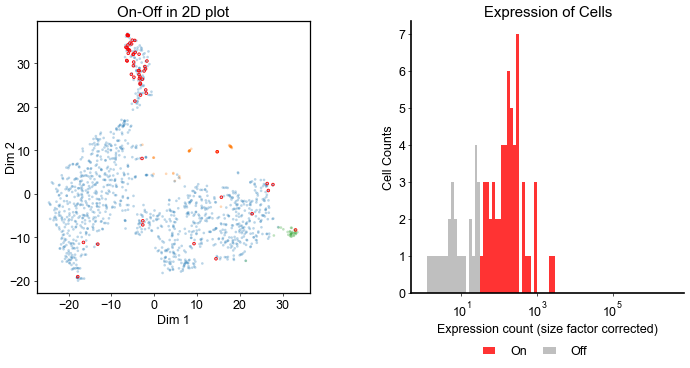 On-Off in 2D plot
30
20
10
0
−10
−20
Dim 2
−20 −10 0 10 20 30
Dim 1
Expression of Cells
7
6
5
4
3
2
1
0
Cell Counts
10^1 10^3 10^5
Expression count (size factor corrected)
On Off